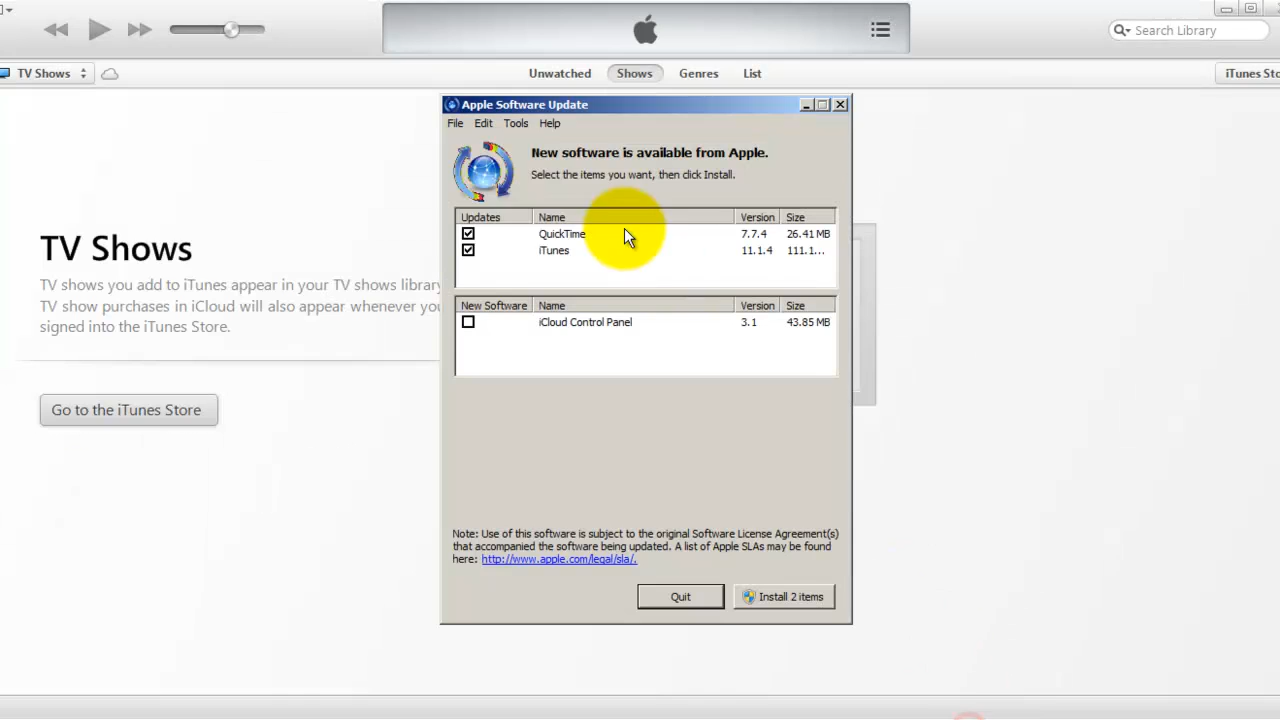 Search Library
TV Shows
Unwatched
Shows
Genres
List
iTunes Sto
Apple Software Update
File Edit Tools Help
New software is available from Apple.
Select the items you want, then click Install.
Updates Name Version Size
QuickTime 7.7.4 26.41 MB
iTunes 11.1.4 111.1...
New Software Name Version Size
iCloud Control Panel 3.1 43.85 MB
TV Shows
TV shows you add to iTunes appear in your TV shows library
TV show purchases in iCloud will also appear whenever you
signed into the iTunes Store.
Go to the iTunes Store
Note: Use of this software is subject to the original Software License Agreement(s)
that accompanied the software being updated. A list of Apple SLAs may be found
here: http://www.apple.com/legal/sla/.
Quit
Install 2 items